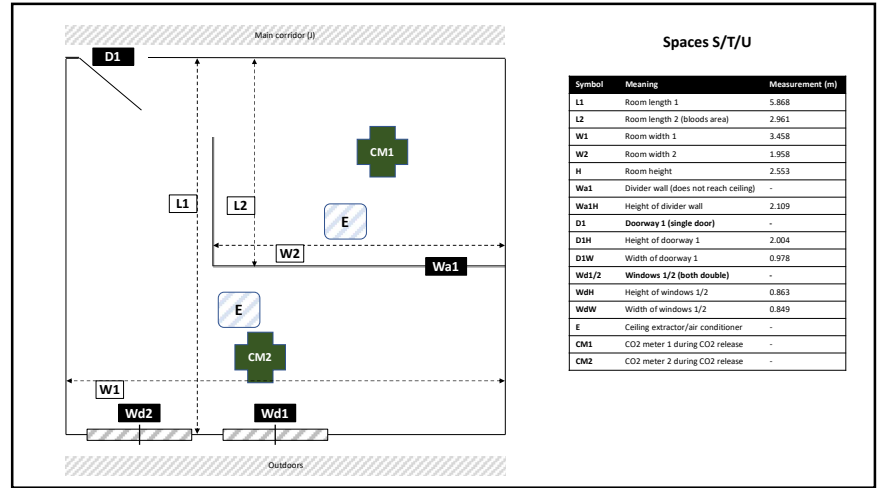 Main corridor (J)
D1
CM1
L1
L2
E
W2
Wa1
E
CM2
W1
Wd2
Wd1
Outdoors
Spaces S/T/U
Symbol Meaning Measurement (m)
L1 Room length 1 5.868
L2 Room length 2 (bloods area) 2.961
W1 Room width 1 3.458
W2 Room width 2 1.958
H Room height 2.553
Wa1 Divider wall (does not reach ceiling) -
Wa1H Height of divider wall 2.109
D1 Doorway 1 (single door) -
D1H Height of doorway 1 2.004
D1W Width of doorway 1 0.978
Wd1/2 Windows 1/2 (both double) -
WdH Height of windows 1/2 0.863
WdW Width of windows 1/2 0.849
E Ceiling extractor/air conditioner -
CM1 CO2 meter 1 during CO2 release -
CM2 CO2 meter 2 during CO2 release -